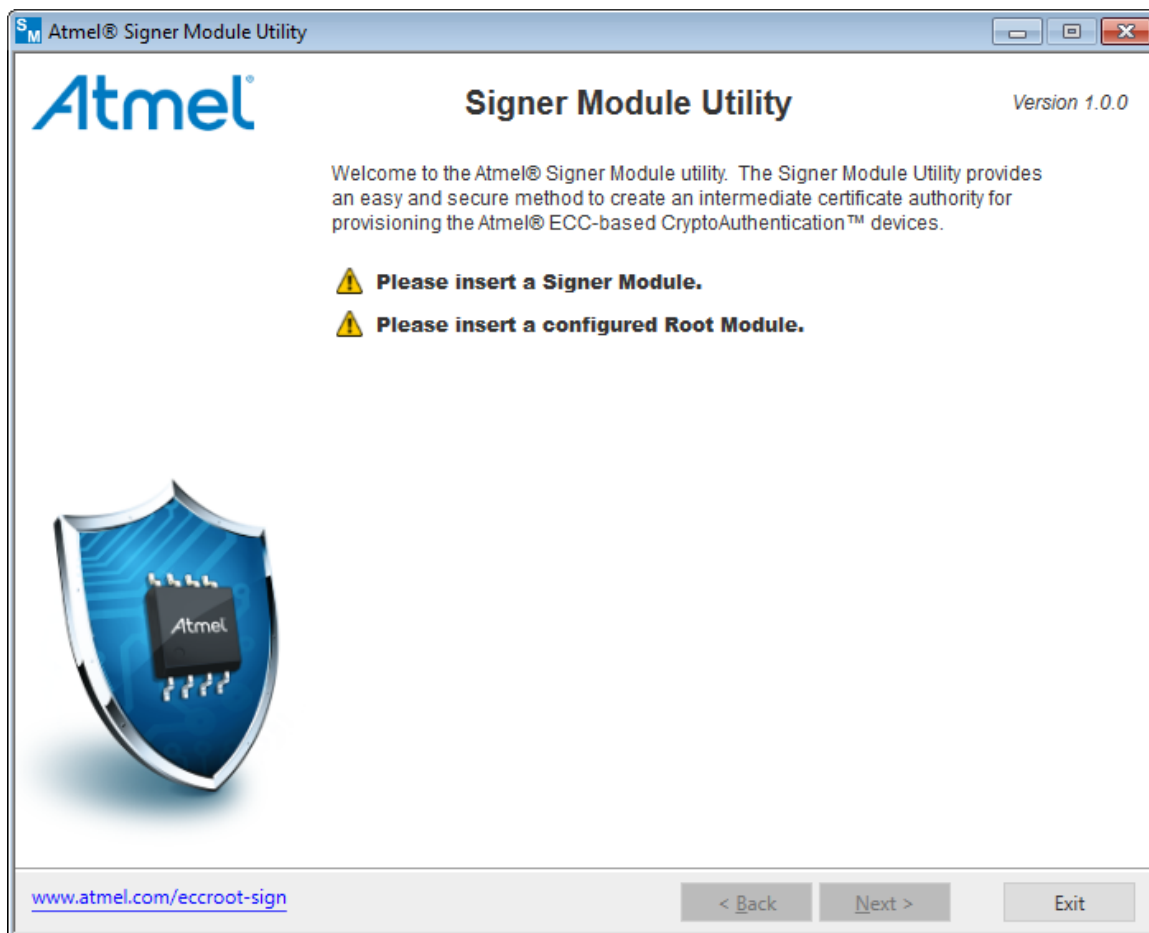 SM Atmel® Signer Module Utility
Atmel® Signer Module Utility Version 1.0.0
Welcome to the Atmel® Signer Module utility.  The Signer Module Utility provides
an easy and secure method to create an intermediate certificate authority for
provisioning the Atmel® ECC-based CryptoAuthentication™ devices.
Please insert a Signer Module.
Please insert a configured Root Module.
Atmel
www.atmel.com/eccroot-sign < Back Next > Exit